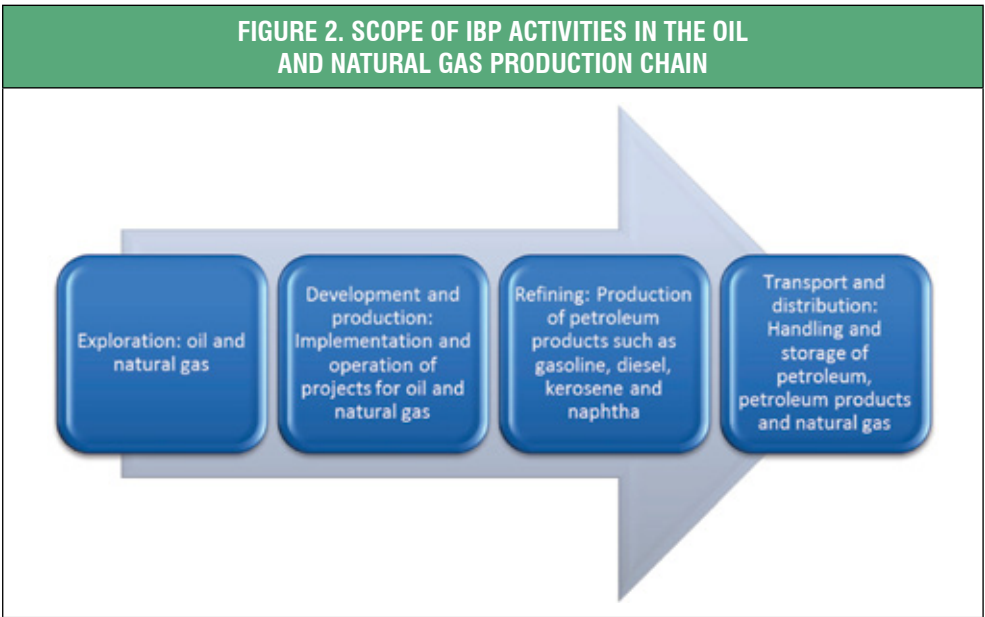 FIGURE 2. SCOPE OF IBP ACTIVITIES IN THE OIL
AND NATURAL GAS PRODUCTION CHAIN
Exploration: oil and
natural gas
Development and
production:
Implementation and
operation of
projects for oil and
natural gas
Refining: Production
of petroleum
products such as
gasoline, diesel,
kerosene and
naphtha
Transport and
distribution:
Handling and
storage of
petroleum,
petroleum products
and natural gas